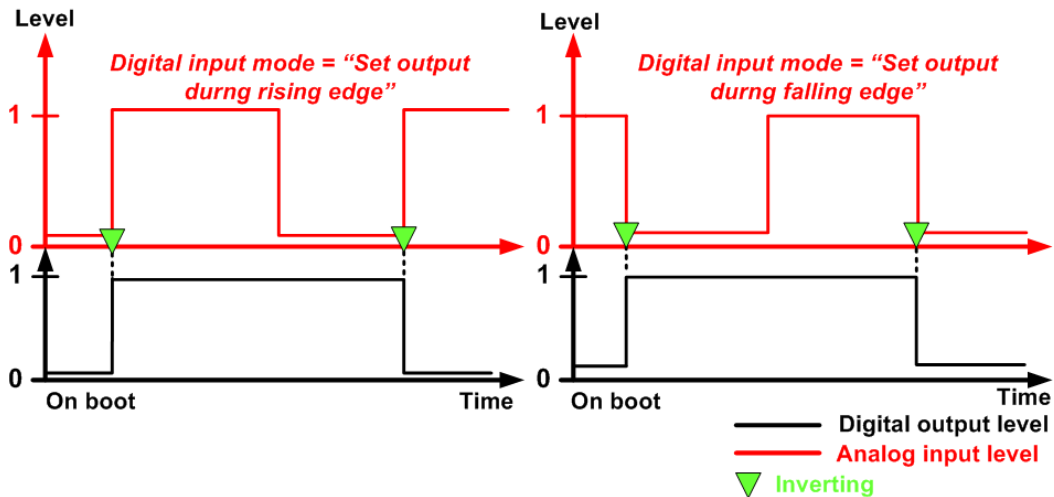 Level
Digital input mode = “Set output
durng rising edge”
1
0
1
0
On boot
Time
Level
Digital input mode = “Set output
durng falling edge”
1
0
1
0
On boot
Time
Digital output level
Analog input level
Inverting